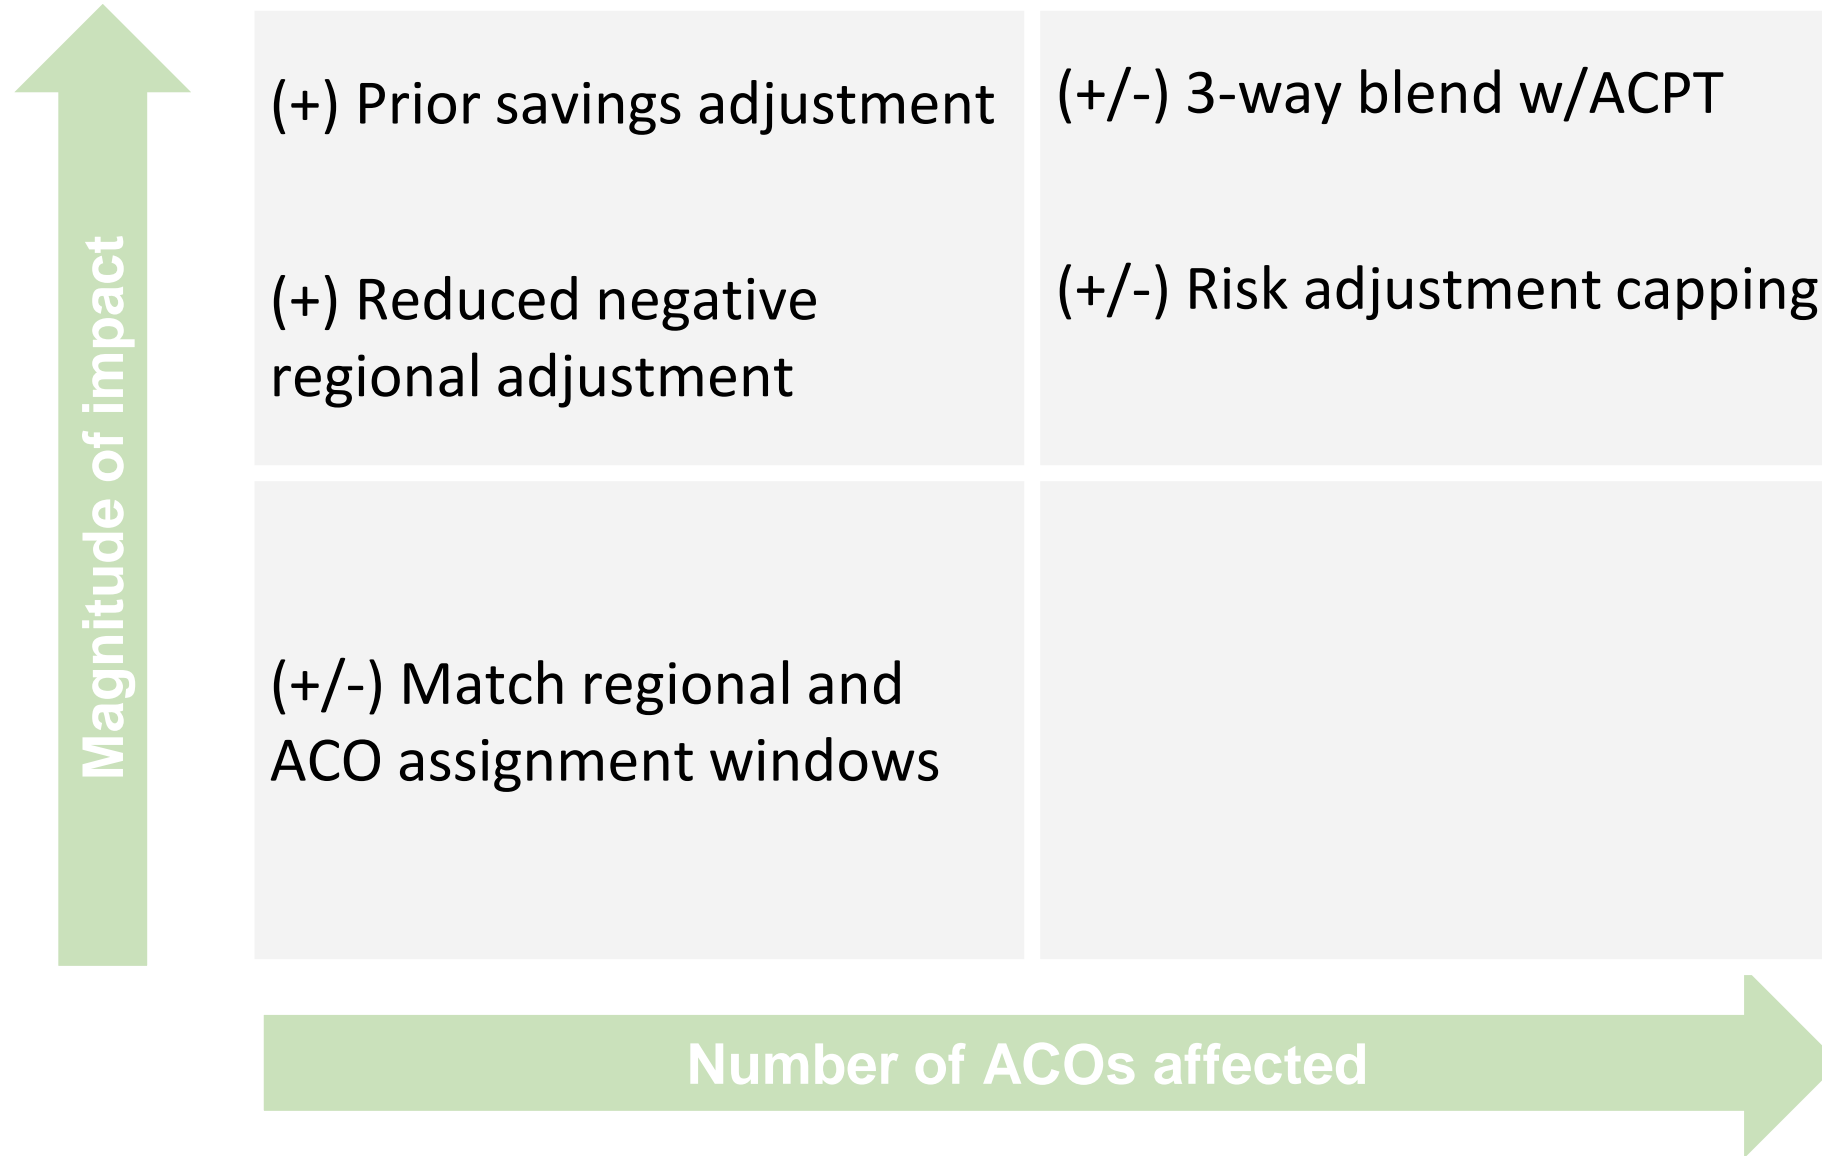 Magnitude of impact
(+) Prior savings adjustment
(+) Reduced negative
regional adjustment
(+/-) 3-way blend w/ACPT
(+/-) Risk adjustment capping
(+/-) Match regional and
ACO assignment windows
Number of ACOs affected